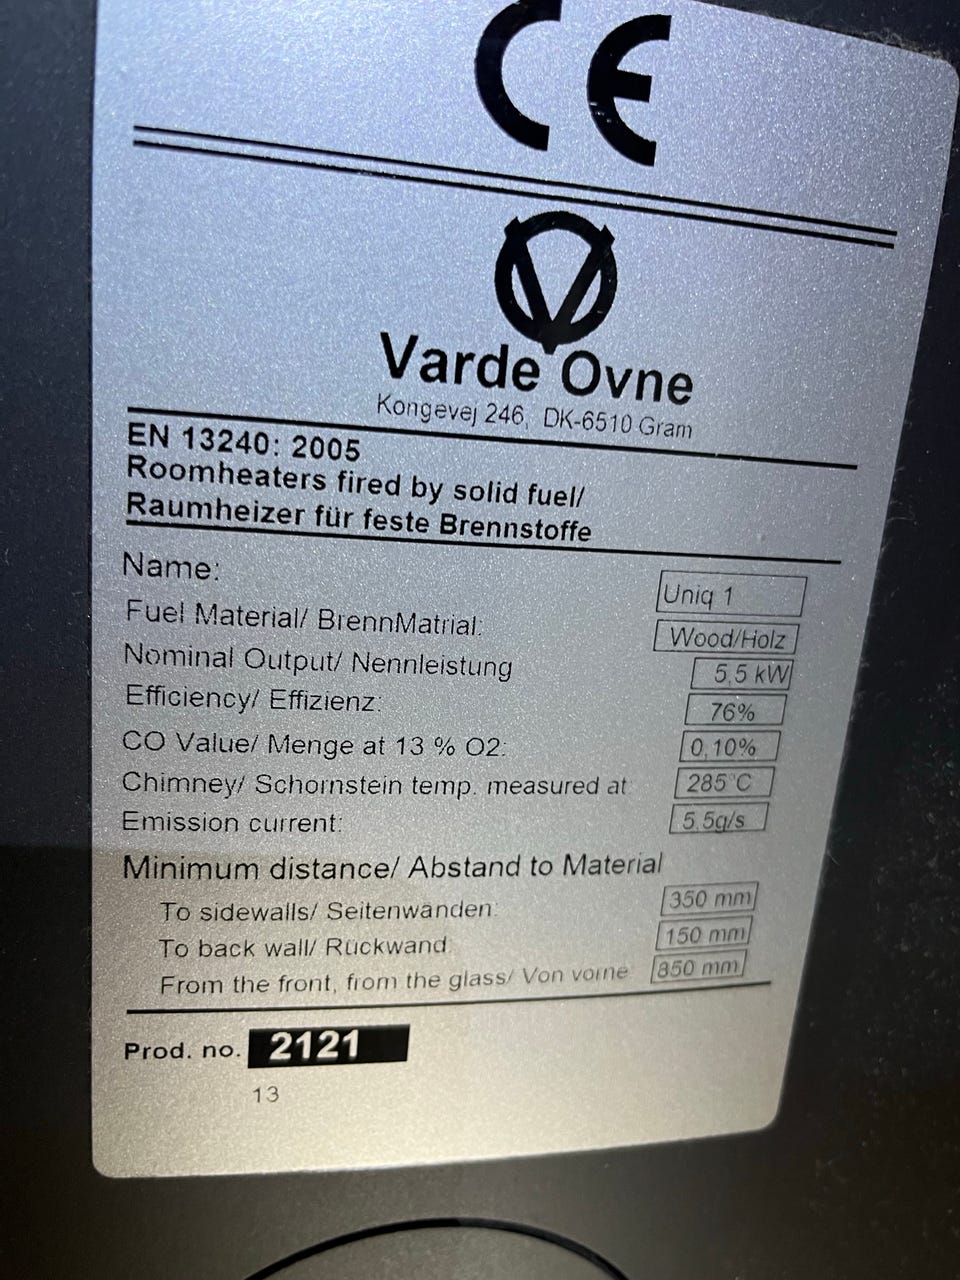 CE
Varde Ovne
Kongevej 246, DK-6510 Gram
EN 13240: 2005
Roomheaters fired by solid fuel/
Raumheizer für feste Brennstoffe
Name: Uniq 1
Fuel Material/ BrennMatrial: Wood/Holz
Nominal Output/ Nennleistung 5,5 kW
Efficiency/ Effizienz: 76%
CO Value/ Menge at 13 % O2: 0,10%
Chimney/ Schornstein temp. measured at 285°C
Emission current: 5.5g/s
Minimum distance/ Abstand to Material
To sidewalls/ Seitenwänden: 350 mm
To back wall/ Rückwand: 150 mm
From the front, from the glass/ Von vorne 850 mm
Prod. no. 2121
13